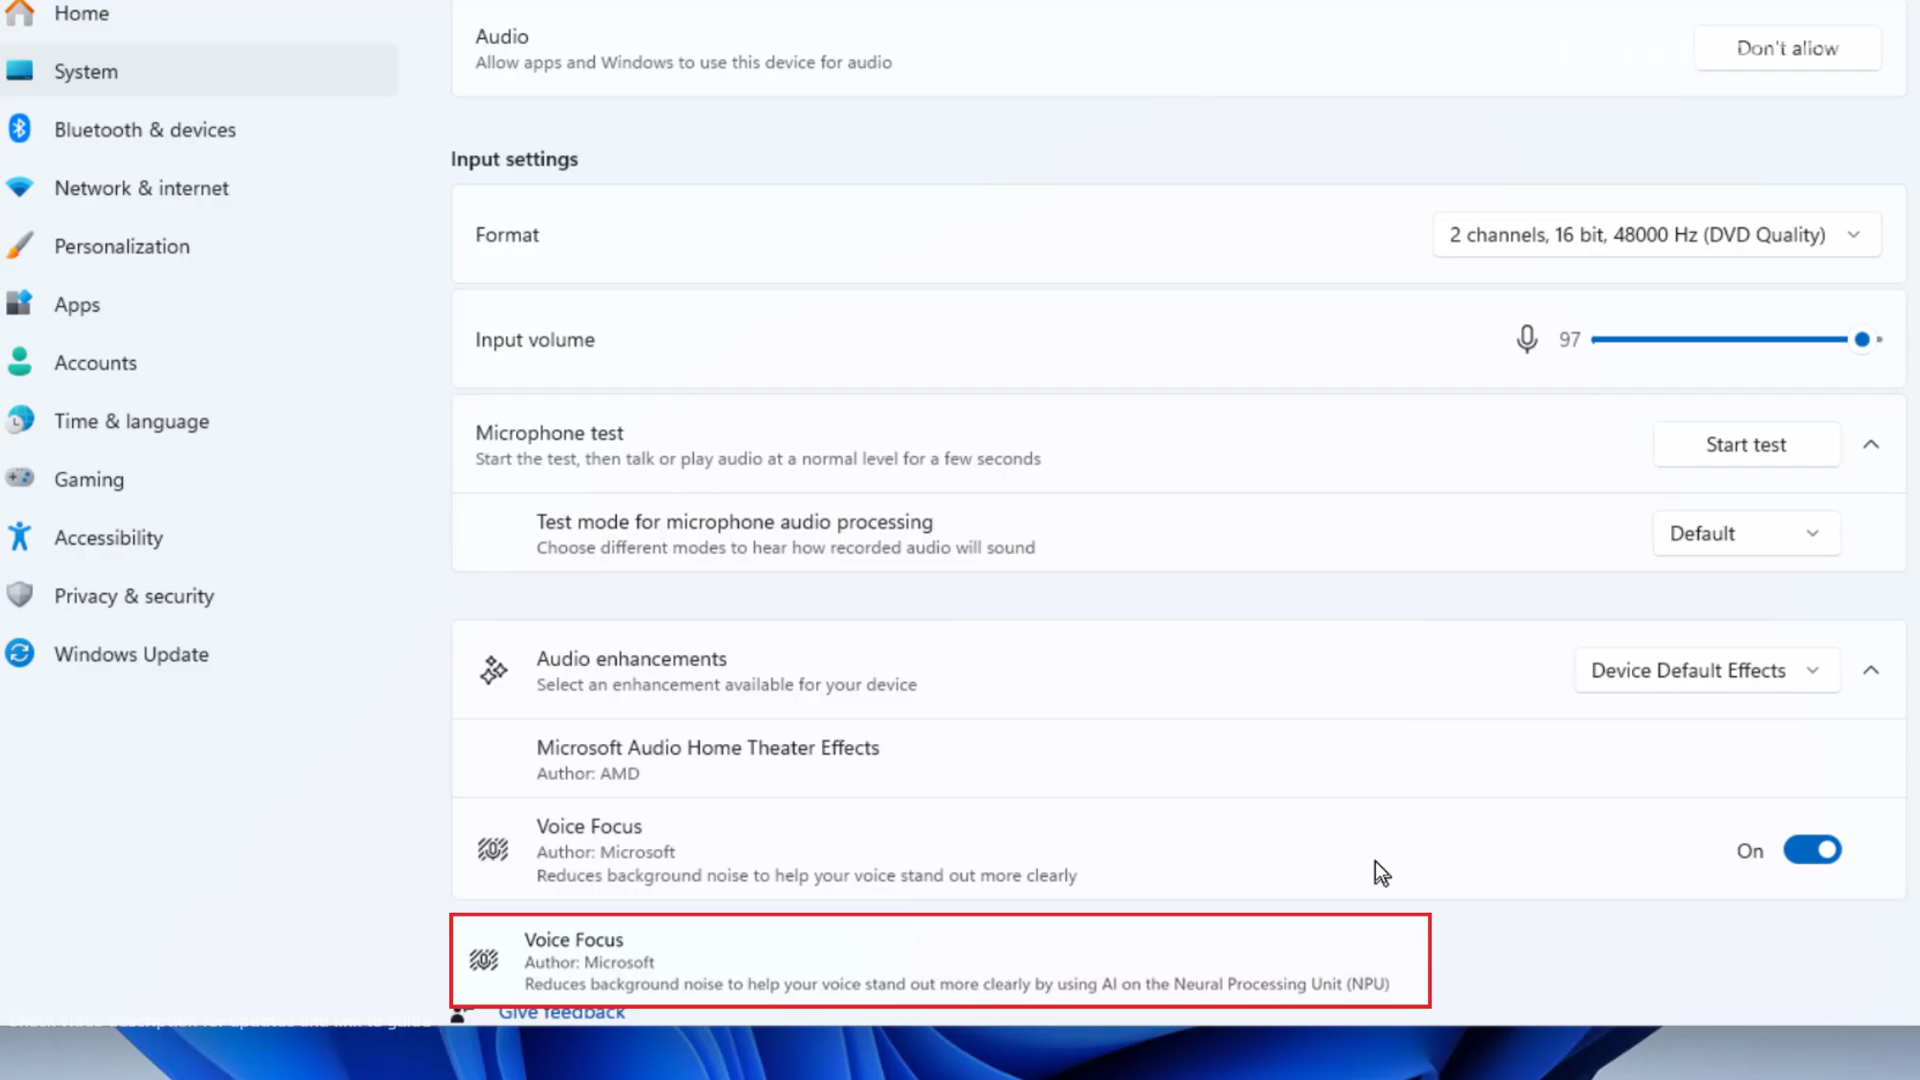 Home
System
Bluetooth & devices
Network & internet
Personalization
Apps
Accounts
Time & language
Gaming
Accessibility
Privacy & security
Windows Update
Audio
Allow apps and Windows to use this device for audio
Don't allow
Input settings
Format
2 channels, 16 bit, 48000 Hz (DVD Quality)
Input volume
97
Microphone test
Start the test, then talk or play audio at a normal level for a few seconds
Start test
Test mode for microphone audio processing
Choose different modes to hear how recorded audio will sound
Default
Audio enhancements
Select an enhancement available for your device
Device Default Effects
Microsoft Audio Home Theater Effects
Author: AMD
Voice Focus
Author: Microsoft
Reduces background noise to help your voice stand out more clearly
On
Voice Focus
Author: Microsoft
Reduces background noise to help your voice stand out more clearly by using AI on the Neural Processing Unit (NPU)
Give feedback